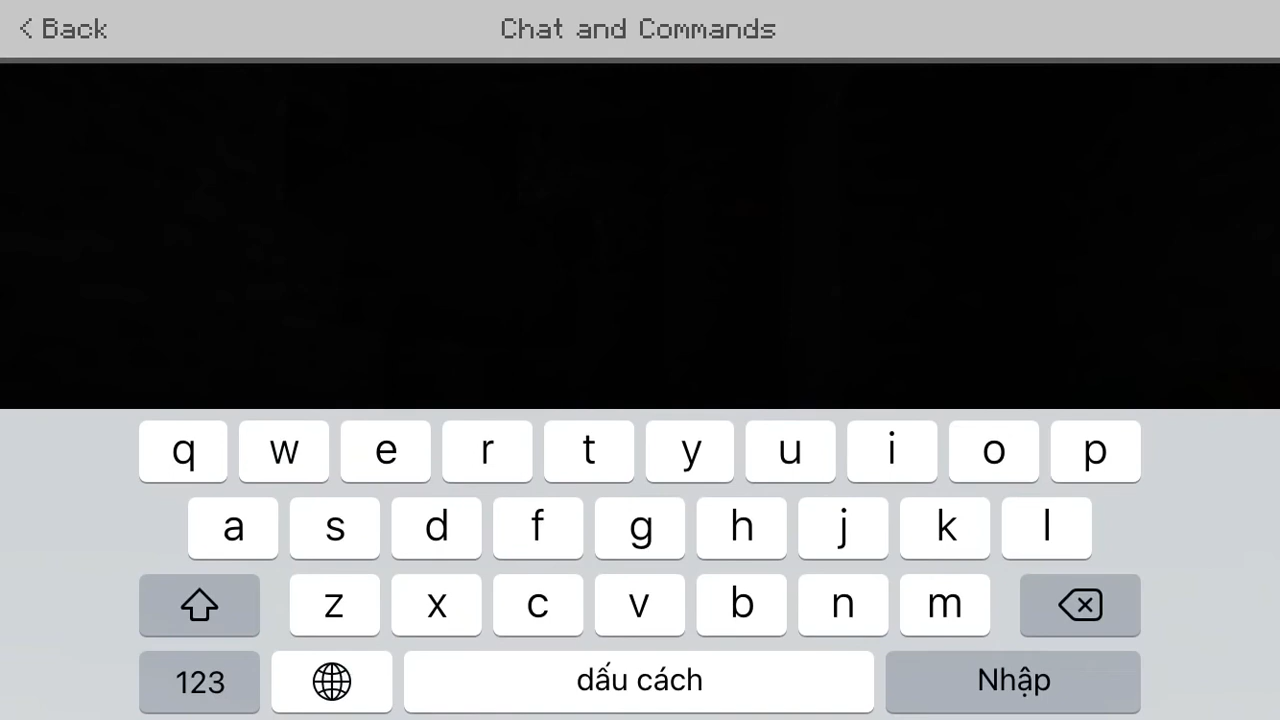 < Back
Chat and Commands
q w e r t y u i o p
a s d f g h j k l
z x c v b n m
123 dấu cách Nhập